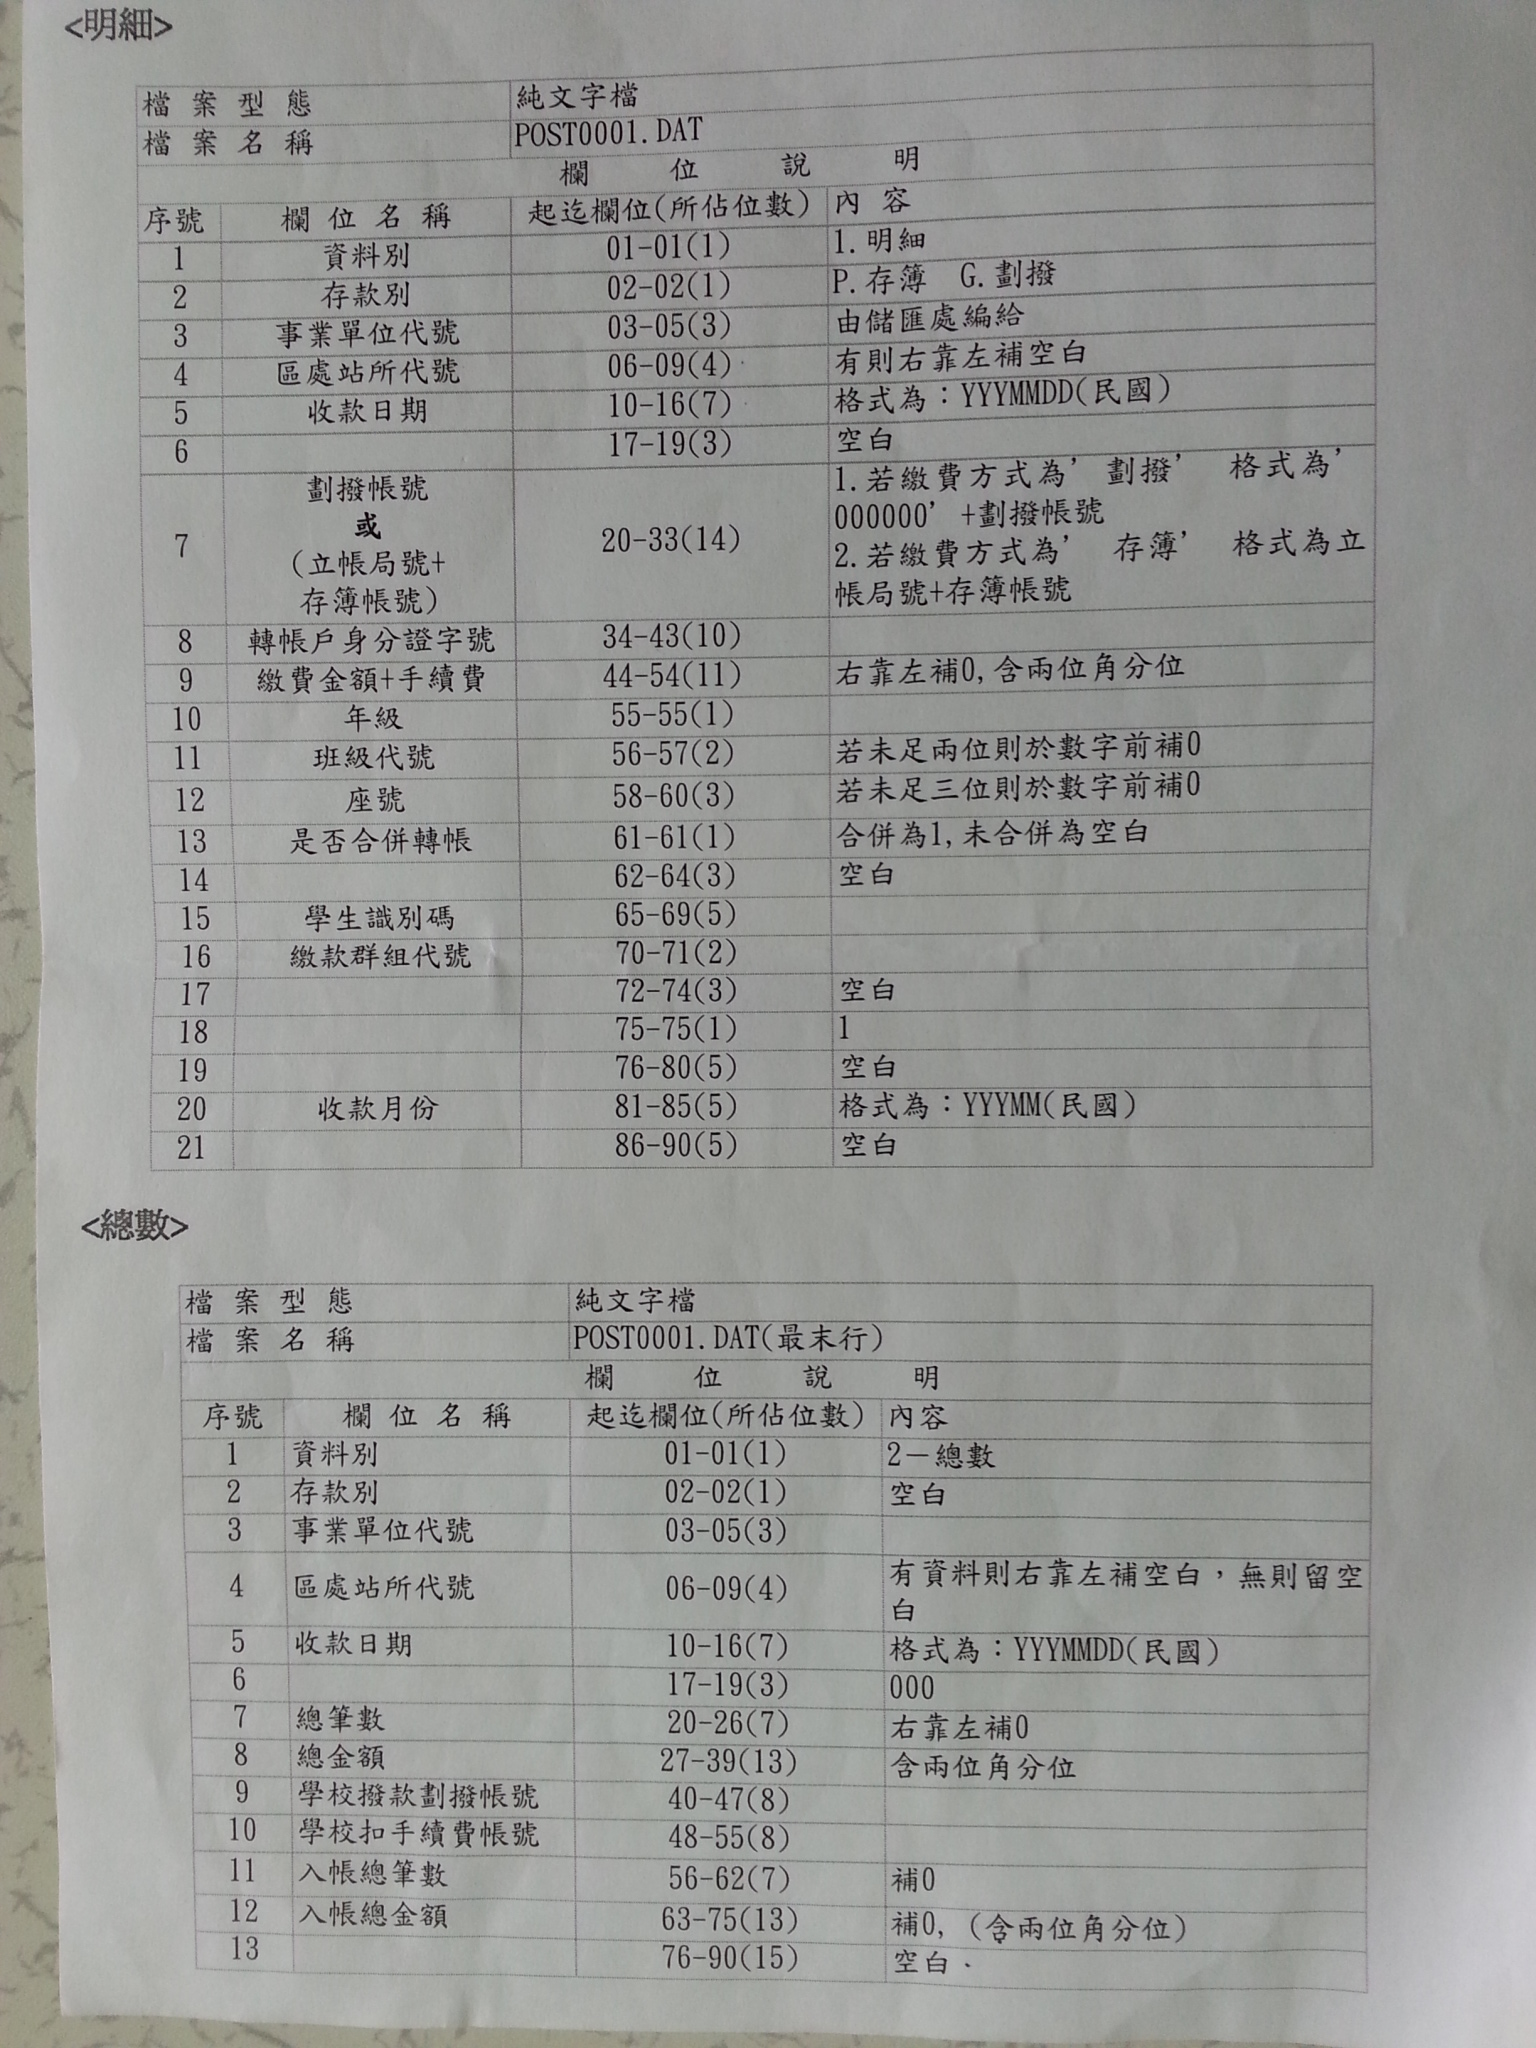 <明細>
檔 案 型 態 純文字檔
檔 案 名 稱 POST0001.DAT
欄 位 說 明
序號 欄 位 名 稱 起迄欄位(所佔位數) 內 容
1 資料別 01-01(1) 1.明細
2 存款別 02-02(1) P.存簿 G.劃撥
3 事業單位代號 03-05(3) 由儲匯處編給
4 區處站所代號 06-09(4) 有則右靠左補空白
5 收款日期 10-16(7) 格式為：YYYMMDD(民國)
6 17-19(3) 空白
7 劃撥帳號
或
(立帳局號+
存簿帳號)
20-33(14)
1.若繳費方式為’ 劃撥’ 格式為’
000000’ +劃撥帳號
2.若繳費方式為’ 存簿’ 格式為立
帳局號+存簿帳號
8 轉帳戶身分證字號 34-43(10)
9 繳費金額+手續費 44-54(11) 右靠左補0,含兩位角分位
10 年級 55-55(1)
11 班級代號 56-57(2) 若未足兩位則於數字前補0
12 座號 58-60(3) 若未足三位則於數字前補0
13 是否合併轉帳 61-61(1) 合併為1,未合併為空白
14 62-64(3) 空白
15 學生識別碼 65-69(5)
16 繳款群組代號 70-71(2)
17 72-74(3) 空白
18 75-75(1) 1
19 76-80(5) 空白
20 收款月份 81-85(5) 格式為：YYYMM(民國)
21 86-90(5) 空白
<總數>
檔 案 型 態 純文字檔
檔 案 名 稱 POST0001.DAT(最末行)
欄 位 說 明
序號 欄 位 名 稱 起迄欄位(所佔位數) 內容
1 資料別 01-01(1) 2－總數
2 存款別 02-02(1) 空白
3 事業單位代號 03-05(3)
4 區處站所代號 06-09(4) 有資料則右靠左補空白，無則留空
白
5 收款日期 10-16(7) 格式為：YYYMMDD(民國)
6 17-19(3) 000
7 總筆數 20-26(7) 右靠左補0
8 總金額 27-39(13) 含兩位角分位
9 學校撥款劃撥帳號 40-47(8)
10 學校扣手續費帳號 48-55(8)
11 入帳總筆數 56-62(7) 補0
12 入帳總金額 63-75(13) 補0, (含兩位角分位)
13 76-90(15) 空白.